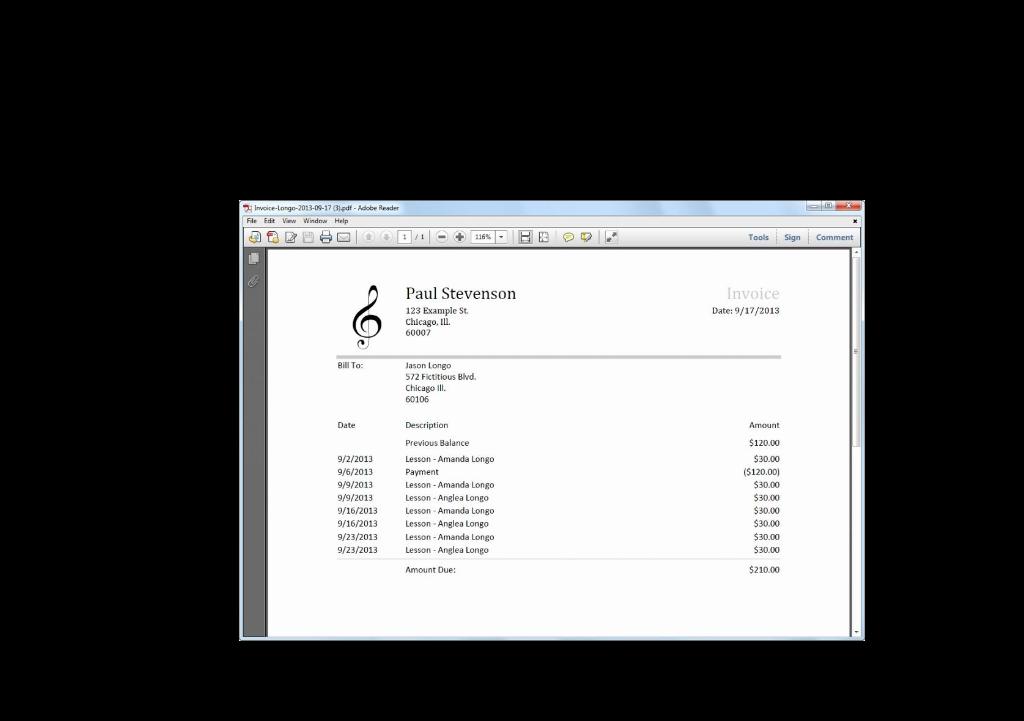 Invoice-Longo-2013-09-17 (3).pdf - Adobe Reader
File Edit View Window Help
1 / 1 116% Tools Sign Comment
Paul Stevenson Invoice
123 Example St. Date: 9/17/2013
Chicago, Ill.
60007
Bill To: Jason Longo
572 Fictitious Blvd.
Chicago Ill.
60106
Date Description Amount
Previous Balance $120.00
9/2/2013 Lesson - Amanda Longo $30.00
9/6/2013 Payment ($120.00)
9/9/2013 Lesson - Amanda Longo $30.00
9/9/2013 Lesson - Anglea Longo $30.00
9/16/2013 Lesson - Amanda Longo $30.00
9/16/2013 Lesson - Anglea Longo $30.00
9/23/2013 Lesson - Amanda Longo $30.00
9/23/2013 Lesson - Anglea Longo $30.00
Amount Due: $210.00